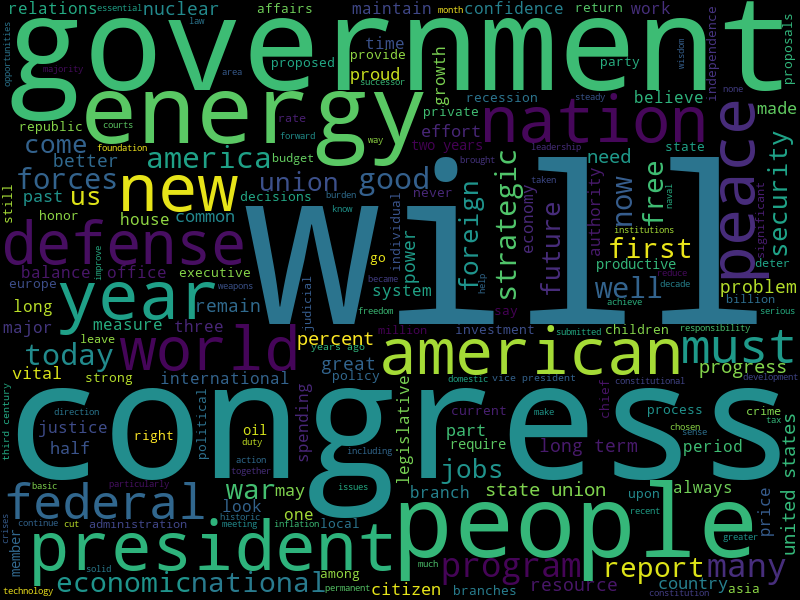 relations essential nuclear law affairs maintain month confidence return work
opportunities government wisdom independence proposals
majority area proposed provide time proud successor growth party none
energy recession steady believe made
republic courts rate private effort nation peace state
foundation forward way two years leadership
come better america budget brought need security
forces new union good strategic foreign free now
still past us decisions burden never taken naval significant
honor house common know individual power economy future authority institutions first
defense will
balance office executive go system productive well deter
europe improve weapons became help reduce decade problem
long year remain judicial freedom say achieve billion serious
major measure three percent million investment submitted children responsibility
today leave world years ago great american must
vital strong international policy domestic vice president constitutional progress development
third century direction congress current make process chosen crime tax
justice right oil political spending legislative part require chief sense period
half duty action including long term
basic together particularly issues jobs
federal war may branch state union upon always price united states
crises continue cut administration look historic one local meeting inflation recent greater
member president people
solid among much program report many
technology economic national permanent citizen branches resource country constitution asia